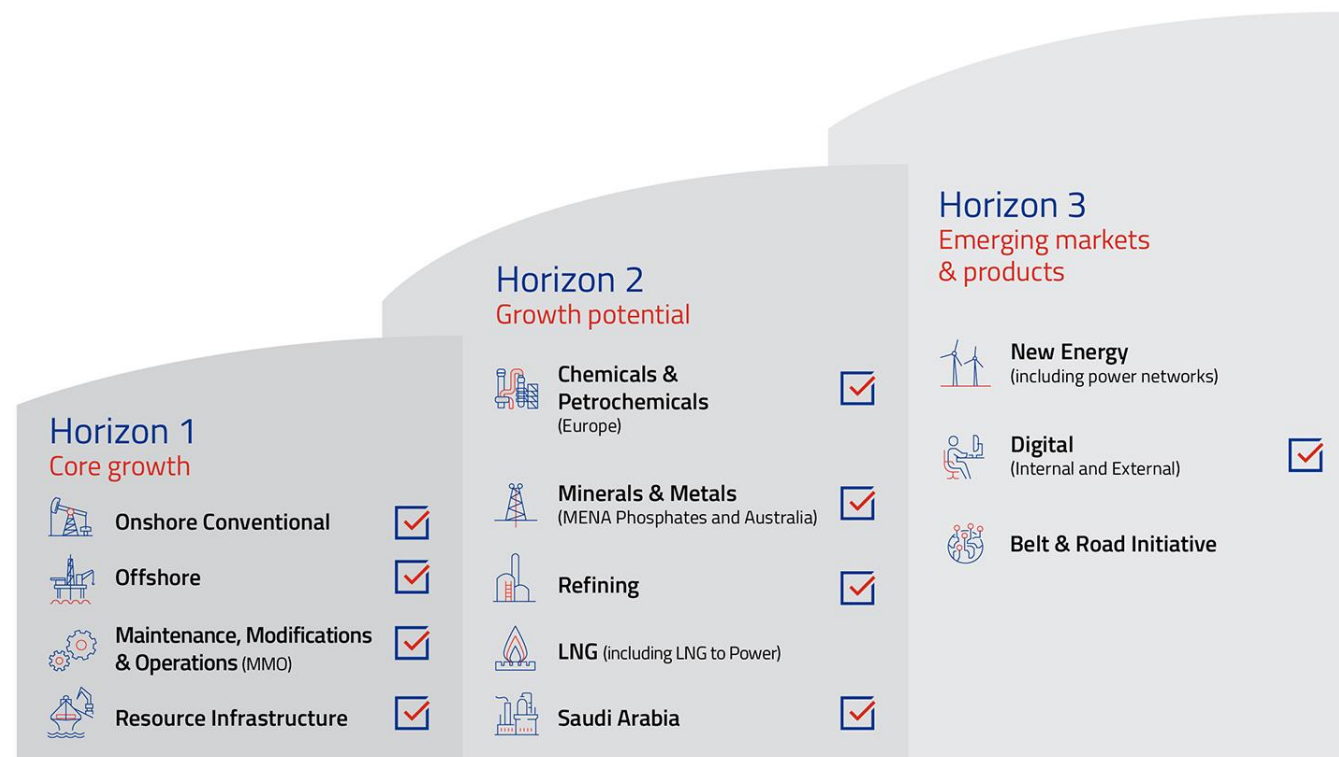 Horizon 1
Core growth
Onshore Conventional
Offshore
Maintenance, Modifications
& Operations (MMO)
Resource Infrastructure
Horizon 2
Growth potential
Chemicals &
Petrochemicals
(Europe)
Minerals & Metals
(MENA Phosphates and Australia)
Refining
LNG (including LNG to Power)
Saudi Arabia
Horizon 3
Emerging markets
& products
New Energy
(including power networks)
Digital
(Internal and External)
Belt & Road Initiative